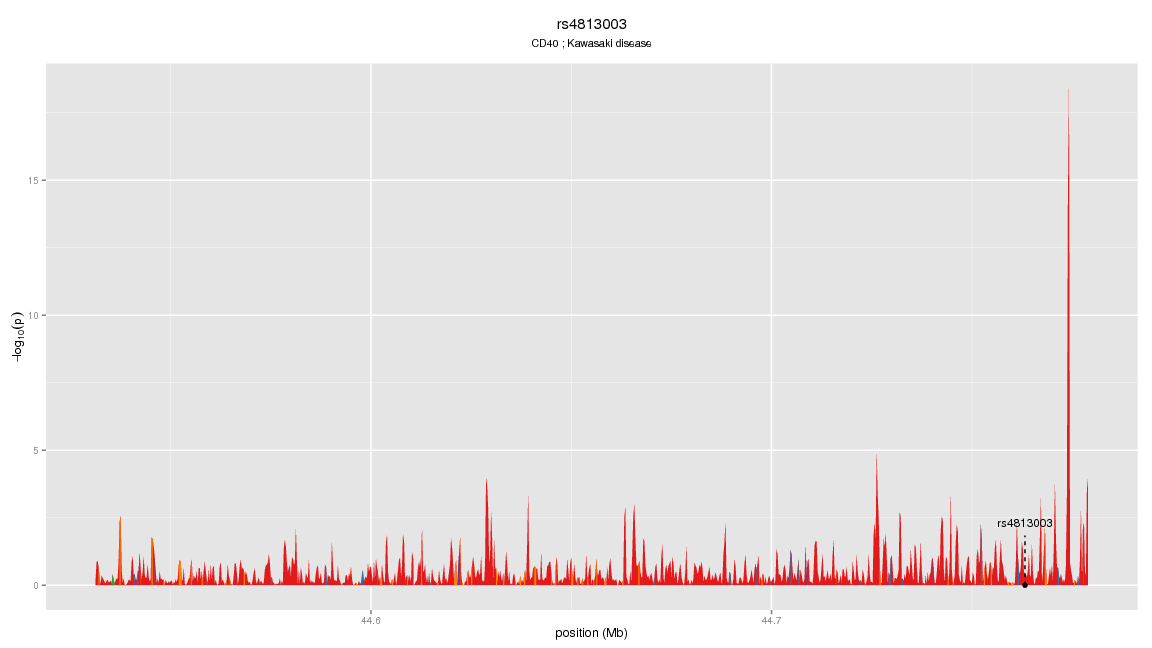 rs4813003
CD40 ; Kawasaki disease
−log10(p)
15
10
5
0
rs4813003
44.6
44.7
position (Mb)